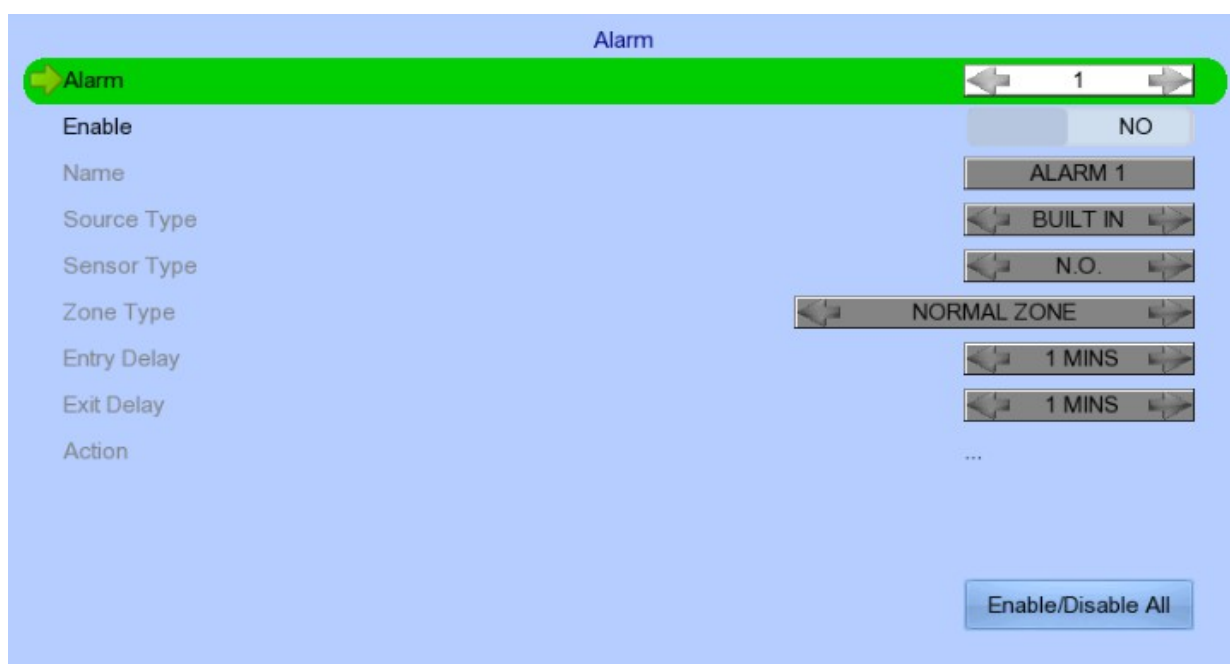 Alarm
Alarm 1
Enable NO
Name ALARM 1
Source Type BUILT IN
Sensor Type N.O.
Zone Type NORMAL ZONE
Entry Delay 1 MINS
Exit Delay 1 MINS
Action ...
Enable/Disable All